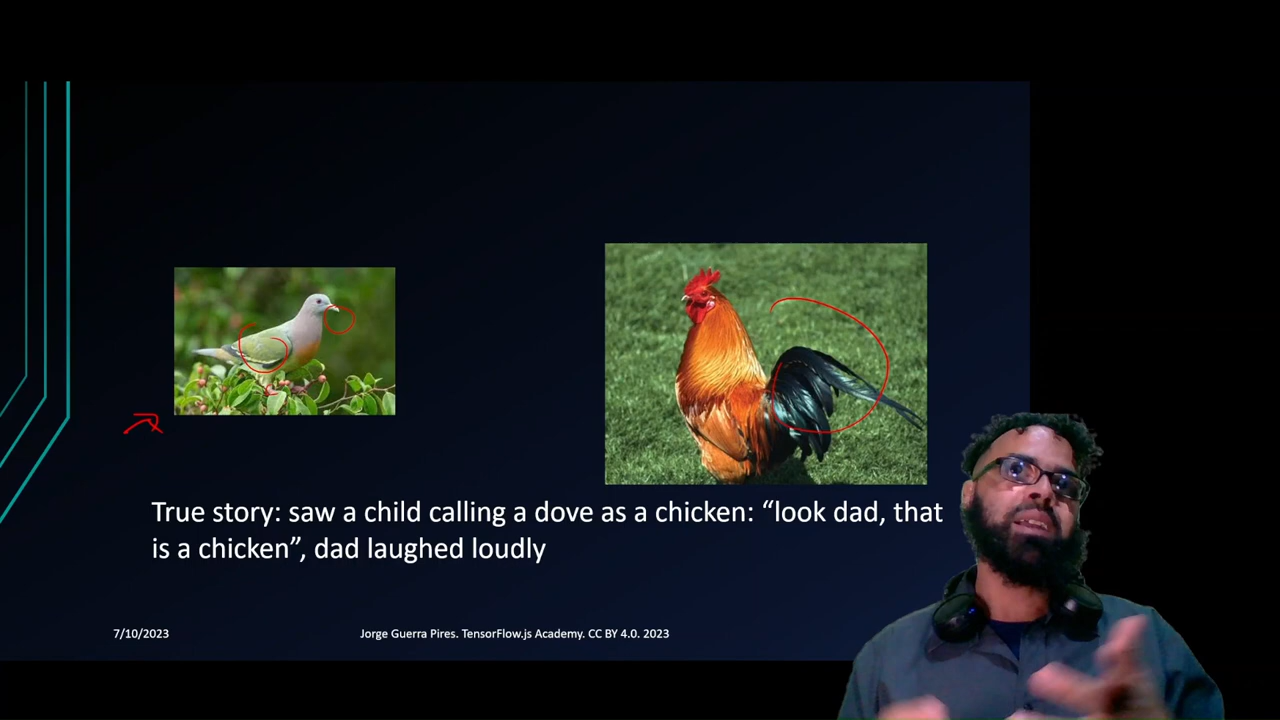 True story: saw a child calling a dove as a chicken: “look dad, that
is a chicken”, dad laughed loudly
7/10/2023
Jorge Guerra Pires. TensorFlow.js Academy. CC BY 4.0. 2023